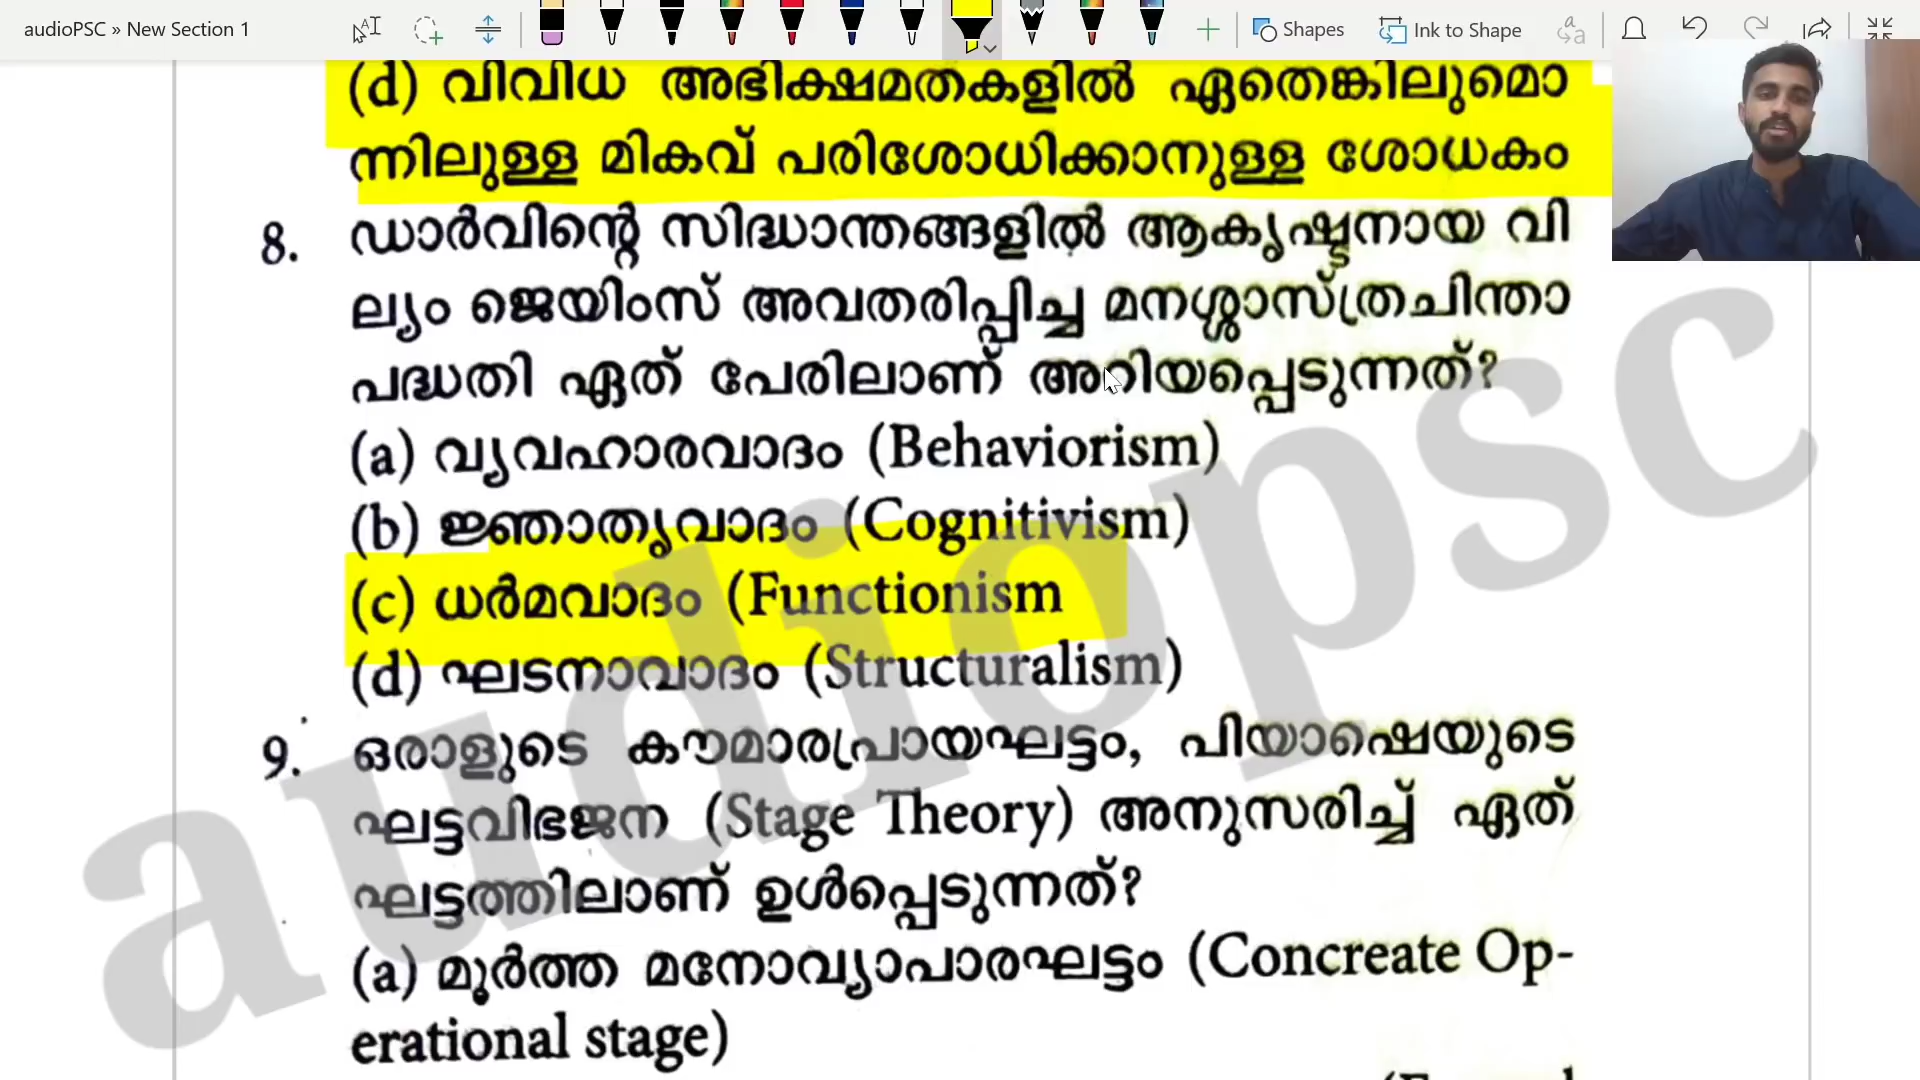 audioPSC » New Section 1
Shapes
Ink to Shape
(d) വിവിധ അഭിക്ഷമതകളിൽ ഏതെങ്കിലുമൊ
ന്നിലുള്ള മികവ് പരിശോധിക്കാനുള്ള ശോധകം
8. ഡാർവിന്റെ സിദ്ധാന്തങ്ങളിൽ ആകൃഷ്ടനായ വി
ല്യം ജെയിംസ് അവതരിപ്പിച്ച മനശ്ശാസ്ത്രചിന്താ
പദ്ധതി ഏത് പേരിലാണ് അറിയപ്പെടുന്നത്?
(a) വ്യവഹാരവാദം (Behaviorism)
(b) ജ്ഞാതൃവാദം (Cognitivism)
(c) ധർമവാദം (Functionism
(d) ഘടനാവാദം (Structuralism)
9. ഒരാളുടെ കൗമാരപ്രായഘട്ടം, പിയാഷെയുടെ
ഘട്ടവിഭജന (Stage Theory) അനുസരിച്ച് ഏത്
ഘട്ടത്തിലാണ് ഉൾപ്പെടുന്നത്?
(a) മൂർത്ത മനോവ്യാപാരഘട്ടം (Concreate Op-
erational stage)
audiopsc